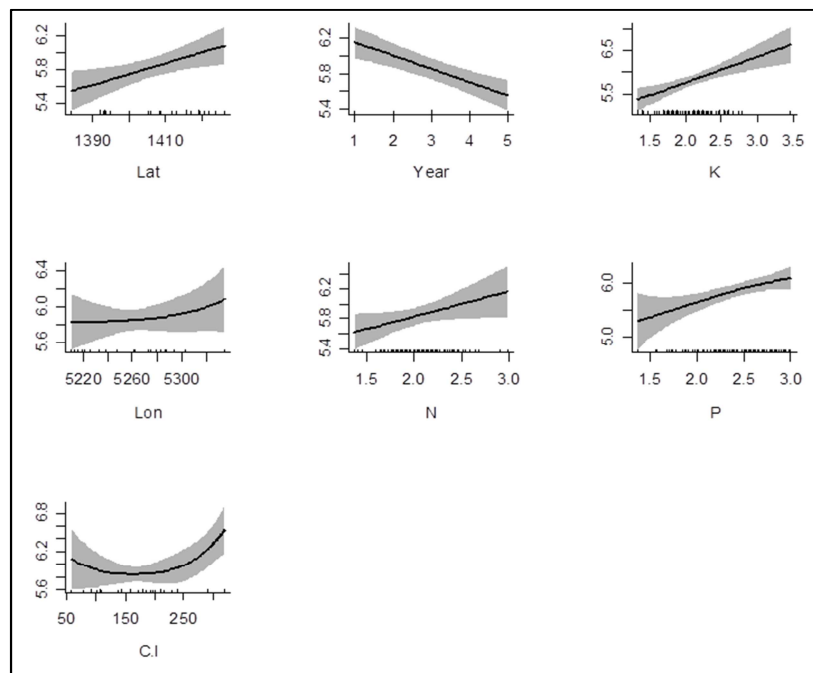 5.4 5.8 6.2
1390 1410
Lat
5.4 5.8 6.2
1 2 3 4 5
Year
5.5 6.5
1.5 2.0 2.5 3.0 3.5
K
5.6 6.0 6.4
5220 5260 5300
Lon
5.4 5.8 6.2
1.5 2.0 2.5 3.0
N
5.0 6.0
1.5 2.0 2.5 3.0
P
5.6 6.2 6.8
50 150 250
C.I